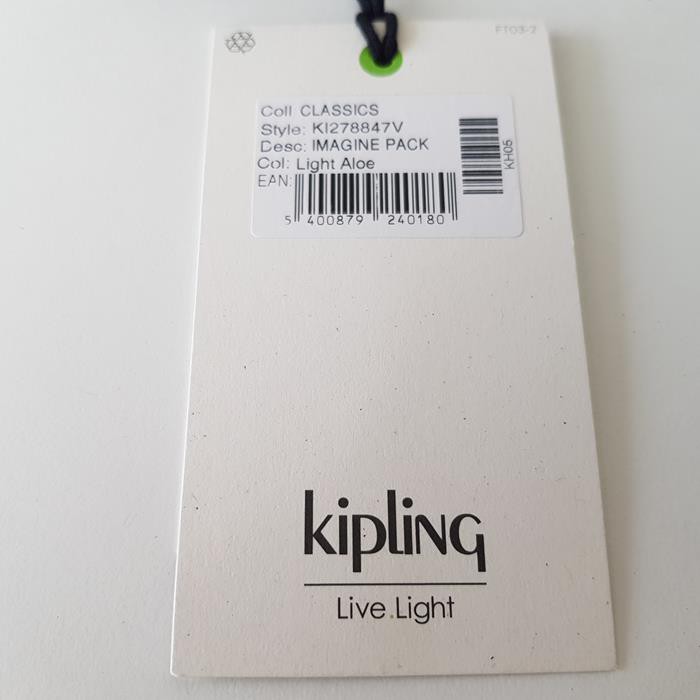 FT03-2
Coll CLASSICS
Style: KI278847V
Desc: IMAGINE PACK
Col: Light Aloe
EAN:
5 400879 240180
KH05
kipling
Live.Light